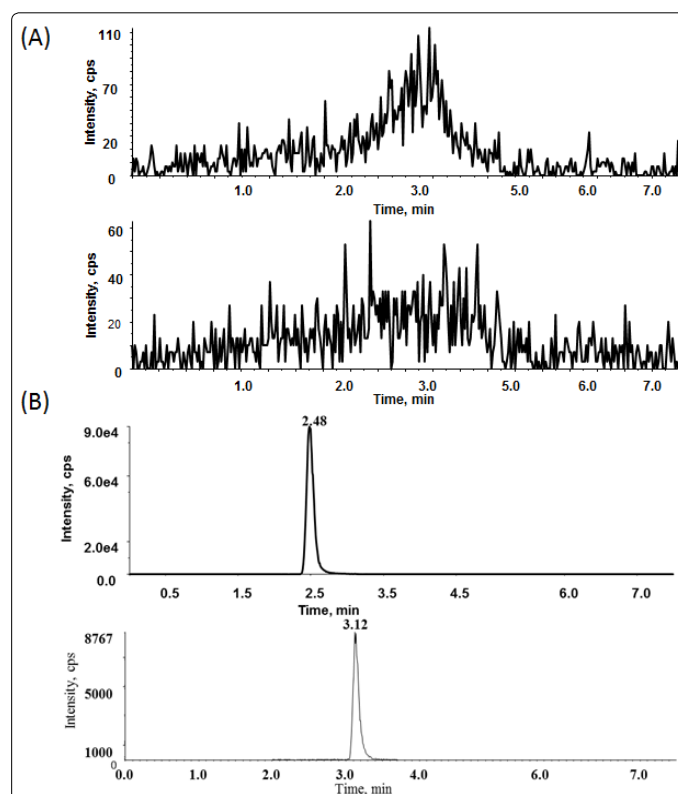 (A)
110
70
20
0
Intensity, cps
1.0 2.0 3.0 5.0 6.0 7.0
Time, min
60
40
20
0
Intensity, cps
1.0 2.0 3.0 5.0 6.0 7.0
Time, min
(B)
2.48
9.0e4
6.0e4
2.0e4
0.0
Intensity, cps
0.5 1.5 2.5 3.5 4.5 6.0 7.0
Time, min
3.12
8767
5000
1000
0
Intensity, cps
0.0 1.0 2.0 3.0 4.0 6.0 7.0
Time, min